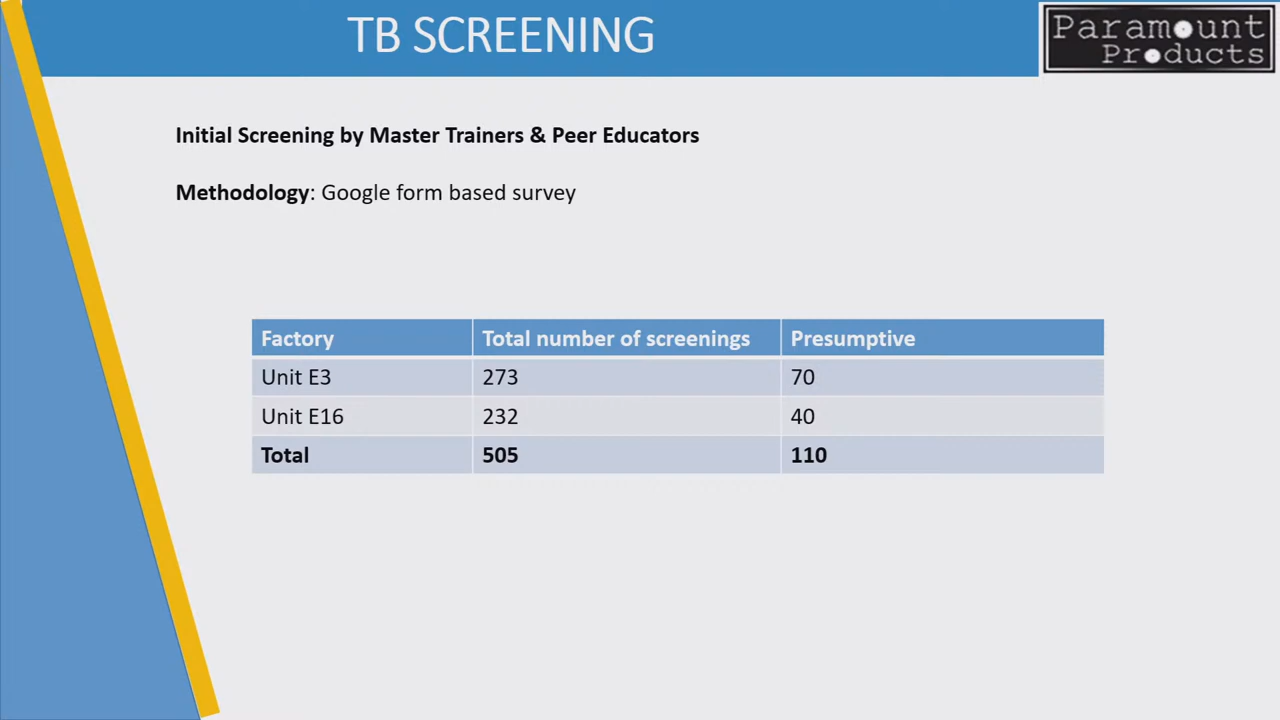 TB SCREENING
Paramount
Products
Initial Screening by Master Trainers & Peer Educators
Methodology: Google form based survey
Factory Total number of screenings Presumptive
Unit E3 273 70
Unit E16 232 40
Total 505 110